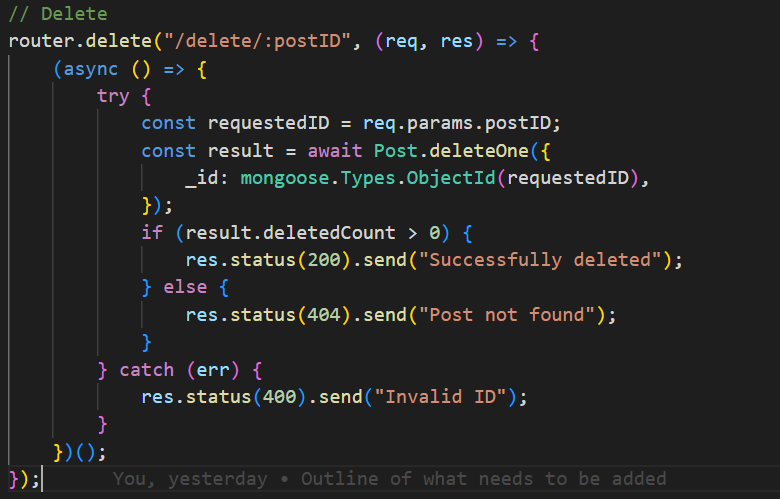 // Delete
router.delete("/delete/:postID", (req, res) => {
    (async () => {
        try {
            const requestedID = req.params.postID;
            const result = await Post.deleteOne({
                _id: mongoose.Types.ObjectId(requestedID),
            });
            if (result.deletedCount > 0) {
                res.status(200).send("Successfully deleted");
            } else {
                res.status(404).send("Post not found");
            }
        } catch (err) {
            res.status(400).send("Invalid ID");
        }
    })();
});      You, yesterday • Outline of what needs to be added